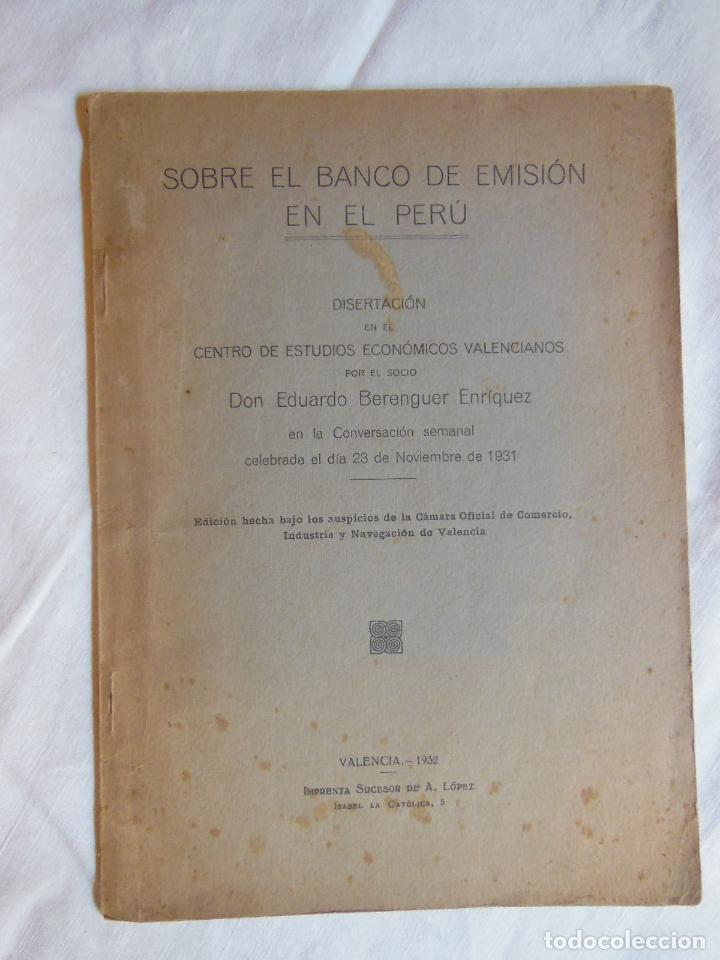 SOBRE EL BANCO DE EMISIÓN
EN EL PERÚ
DISERTACIÓN
EN EL
CENTRO DE ESTUDIOS ECONÓMICOS VALENCIANOS
POR EL SOCIO
Don Eduardo Berenguer Enríquez
en la Conversación semanal
celebrada el día 23 de Noviembre de 1931
Edición hecha bajo los auspicios de la Cámara Oficial de Comercio,
Industria y Navegación de Valencia
VALENCIA.—1932
IMPRENTA SUCESOR DE A. LÓPEZ
ISABEL LA CATÓLICA, 5
todocoleccion
todocoleccion.net